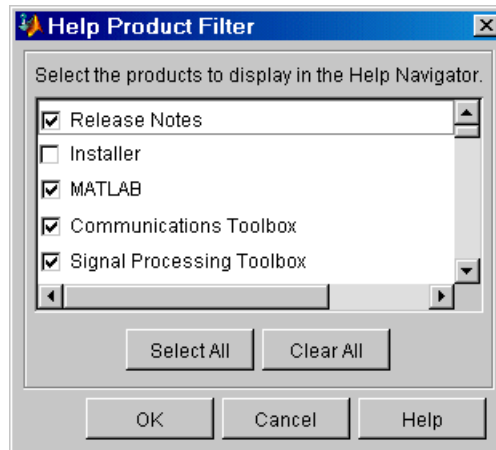 Help Product Filter
Select the products to display in the Help Navigator.
Release Notes
Installer
MATLAB
Communications Toolbox
Signal Processing Toolbox
Select All
Clear All
OK
Cancel
Help